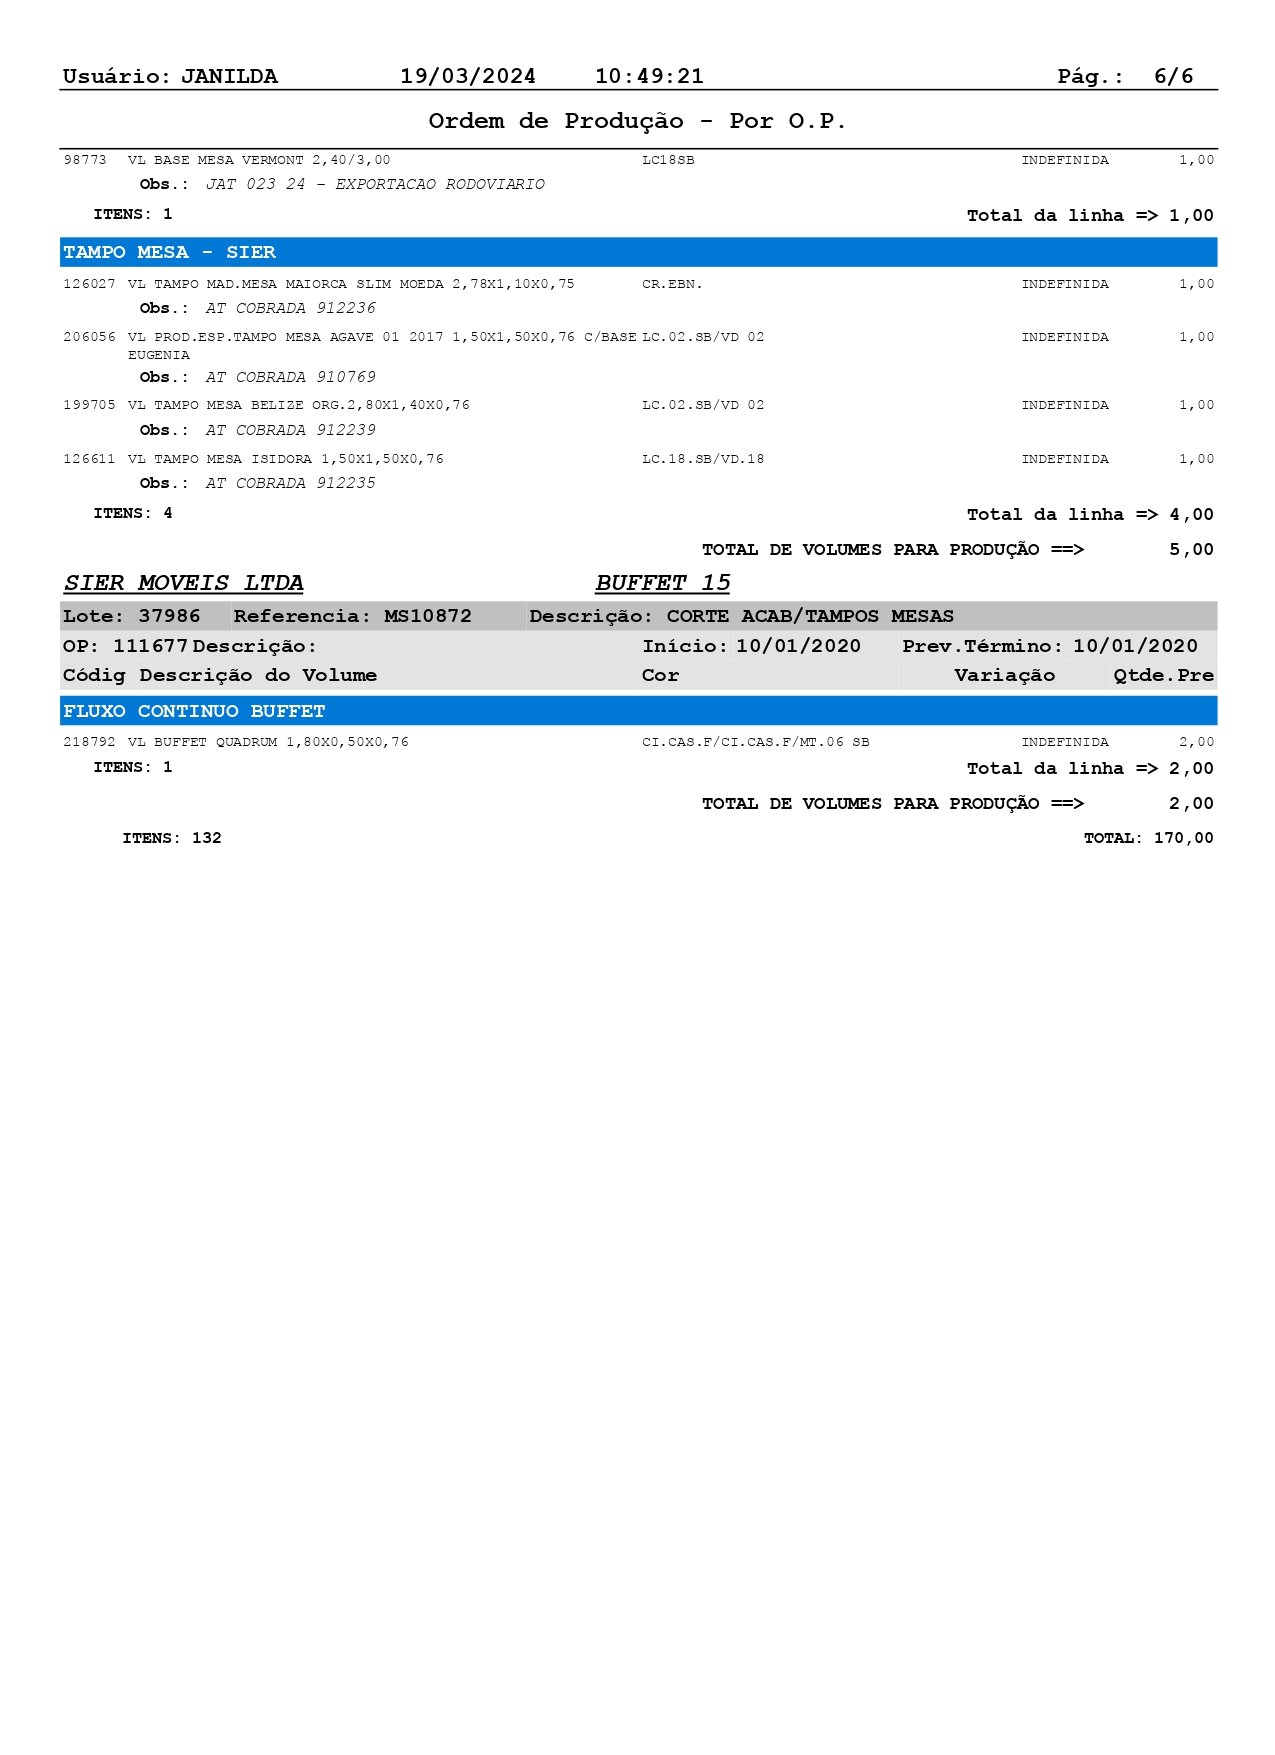 Usuário: JANILDA 19/03/2024 10:49:21 Pág.: 6/6
Ordem de Produção - Por O.P.
98773 VL BASE MESA VERMONT 2,40/3,00 LC18SB INDEFINIDA 1,00
Obs.: JAT 023 24 - EXPORTACAO RODOVIARIO
ITENS: 1 Total da linha => 1,00
TAMPO MESA - SIER
126027 VL TAMPO MAD.MESA MAIORCA SLIM MOEDA 2,78X1,10X0,75 CR.EBN. INDEFINIDA 1,00
Obs.: AT COBRADA 912236
206056 VL PROD.ESP.TAMPO MESA AGAVE 01 2017 1,50X1,50X0,76 C/BASE LC.02.SB/VD 02 INDEFINIDA 1,00
EUGENIA
Obs.: AT COBRADA 910769
199705 VL TAMPO MESA BELIZE ORG.2,80X1,40X0,76 LC.02.SB/VD 02 INDEFINIDA 1,00
Obs.: AT COBRADA 912239
126611 VL TAMPO MESA ISIDORA 1,50X1,50X0,76 LC.18.SB/VD.18 INDEFINIDA 1,00
Obs.: AT COBRADA 912235
ITENS: 4 Total da linha => 4,00
TOTAL DE VOLUMES PARA PRODUÇÃO ==> 5,00
SIER MOVEIS LTDA BUFFET 15
Lote: 37986 Referencia: MS10872 Descrição: CORTE ACAB/TAMPOS MESAS
OP: 111677 Descrição: Início: 10/01/2020 Prev.Término: 10/01/2020
Códig Descrição do Volume Cor Variação Qtde.Pre
FLUXO CONTINUO BUFFET
218792 VL BUFFET QUADRUM 1,80X0,50X0,76 CI.CAS.F/CI.CAS.F/MT.06 SB INDEFINIDA 2,00
ITENS: 1 Total da linha => 2,00
TOTAL DE VOLUMES PARA PRODUÇÃO ==> 2,00
ITENS: 132 TOTAL: 170,00